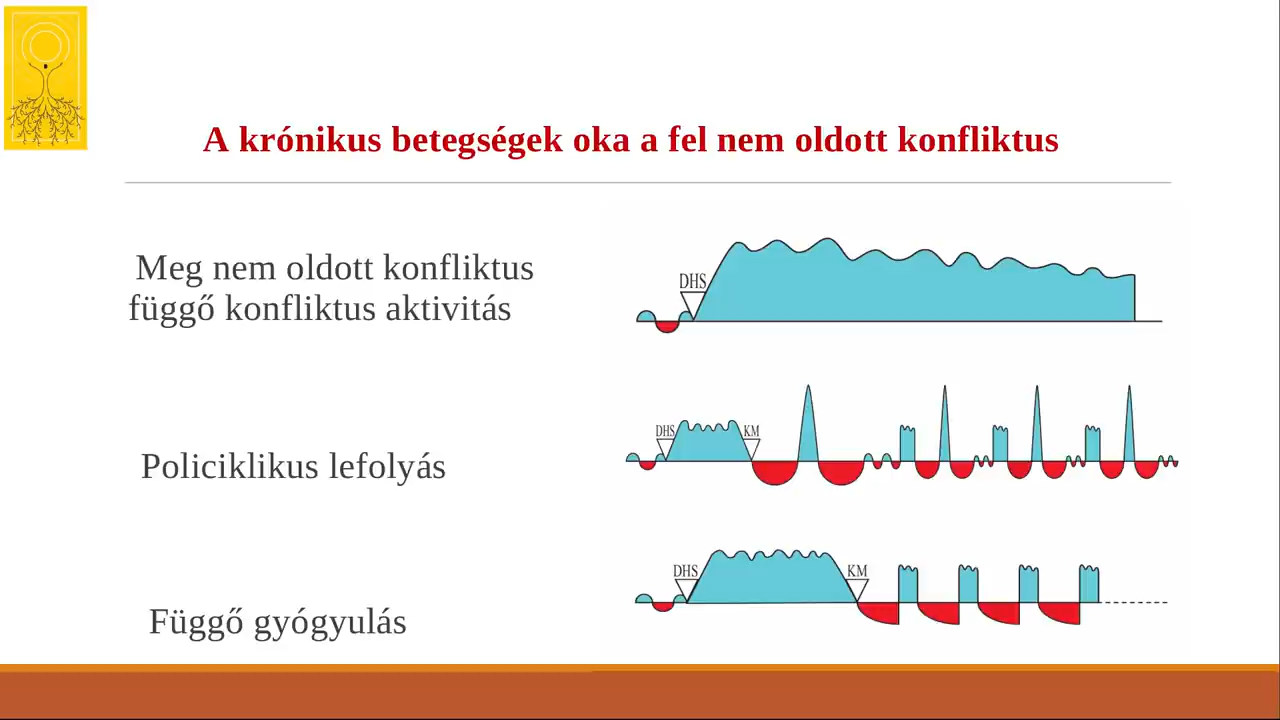 A krónikus betegségek oka a fel nem oldott konfliktus
Meg nem oldott konfliktus
függő konfliktus aktivitás
DHS
Policiklikus lefolyás
DHS
KM
Függő gyógyulás
DHS
KM